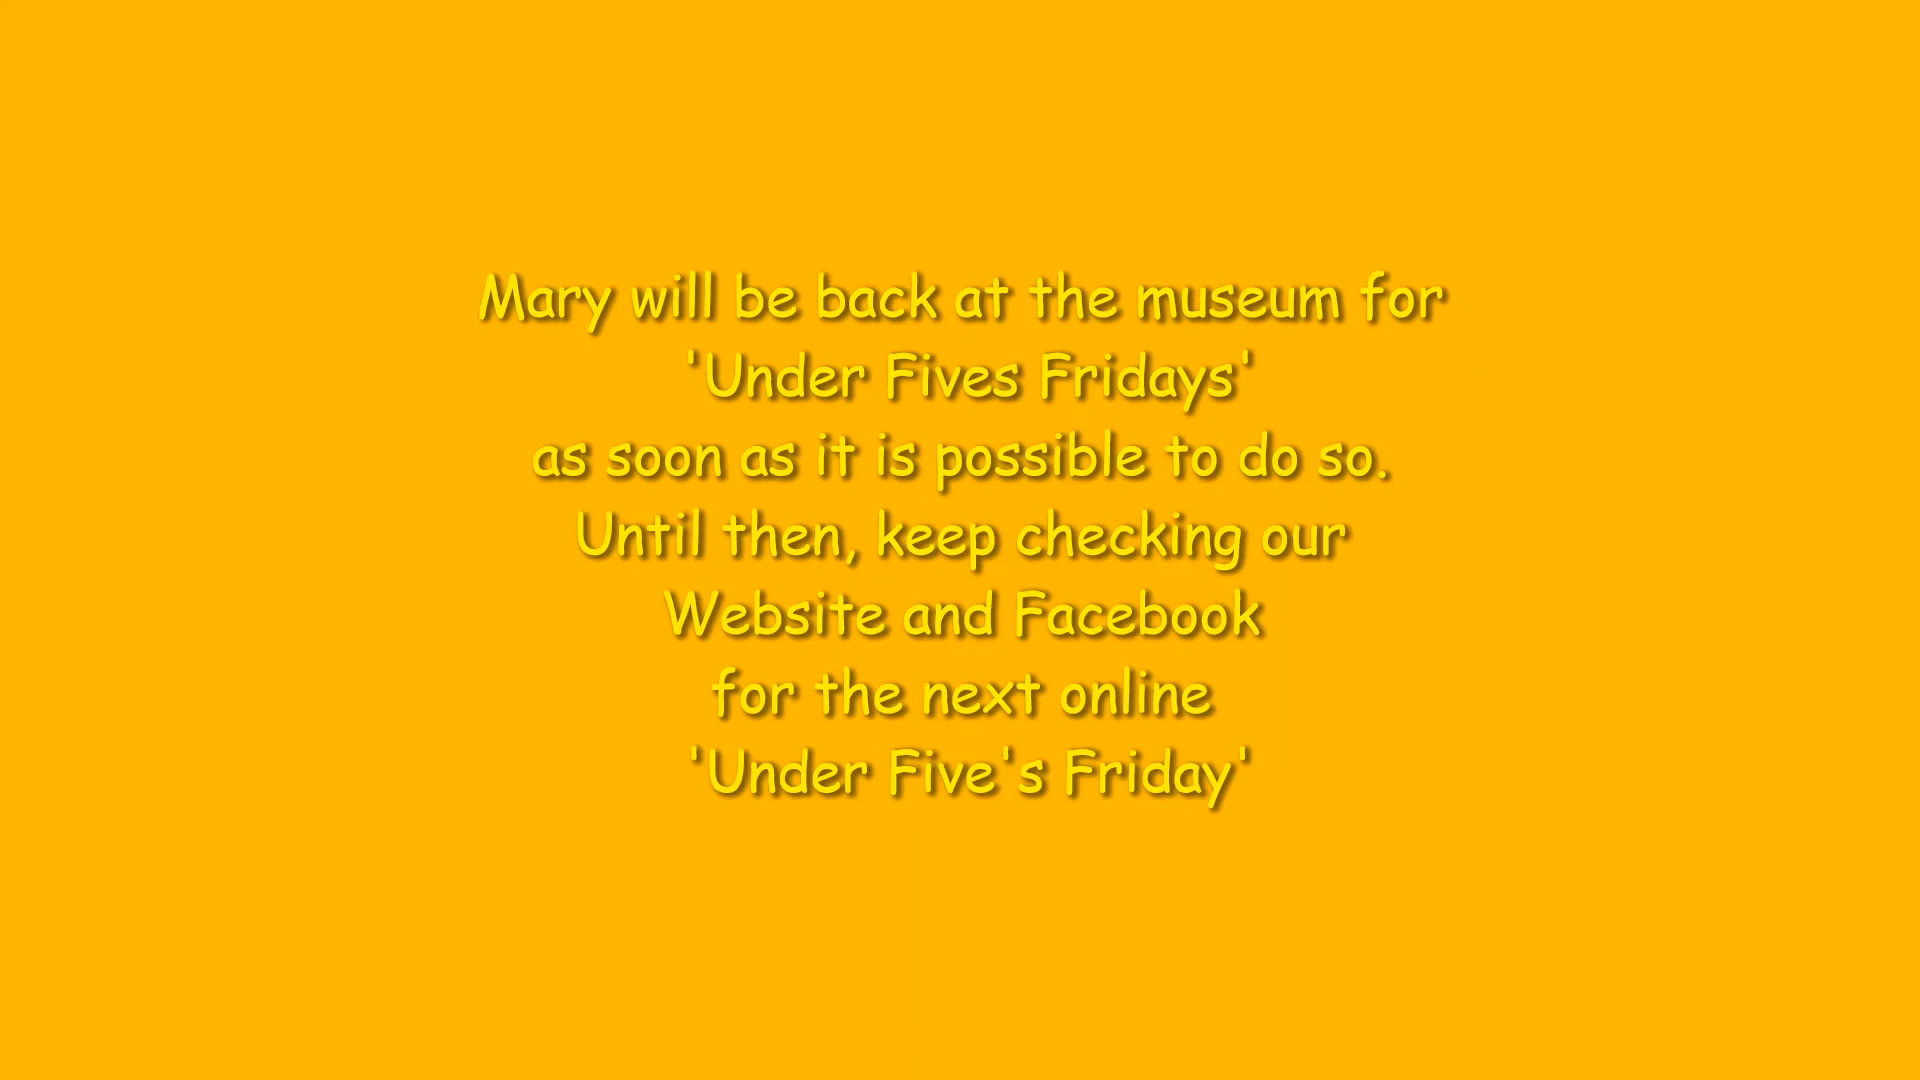 Mary will be back at the museum for
'Under Fives Fridays'
as soon as it is possible to do so.
Until then, keep checking our
Website and Facebook
for the next online
'Under Five's Friday'